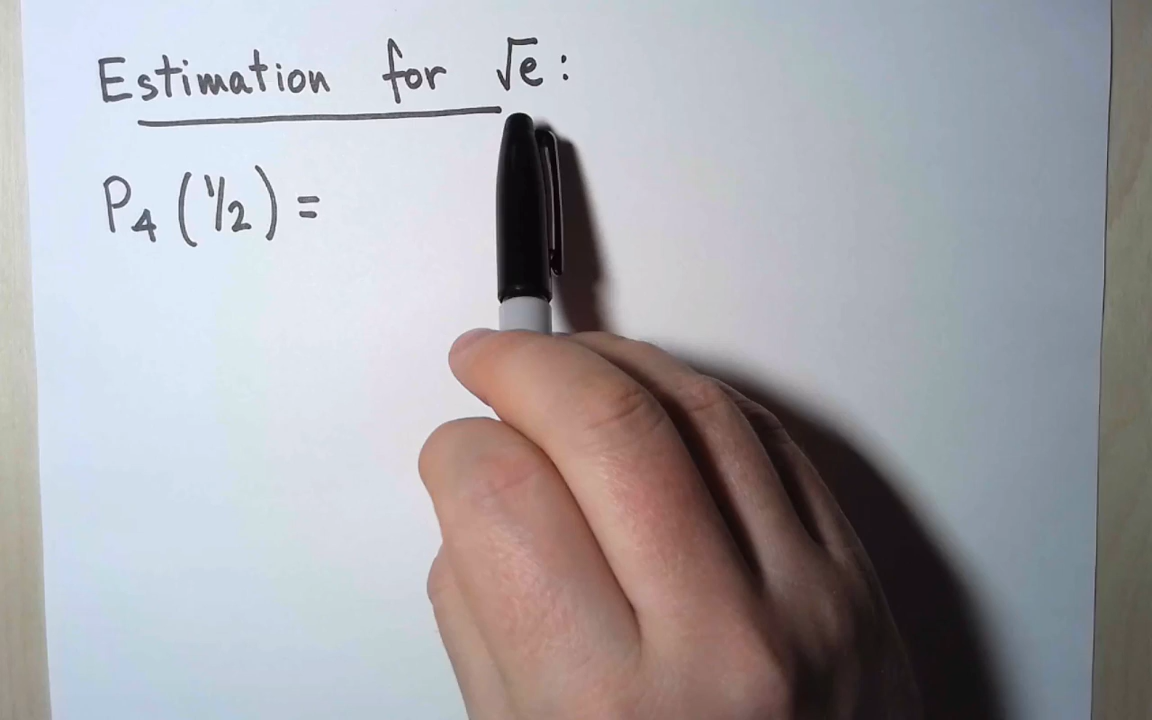 Estimation for √e:
P₄(½) =